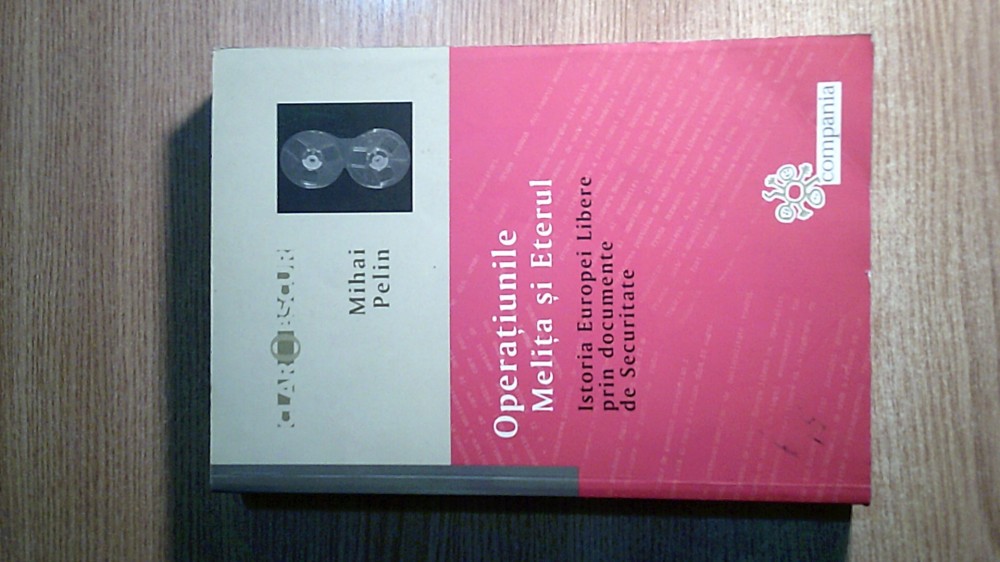 Mihai
Pelin
Operațiunile
Melița și Eterul
Istoria Europei Libere
prin documente
de Securitate
compania